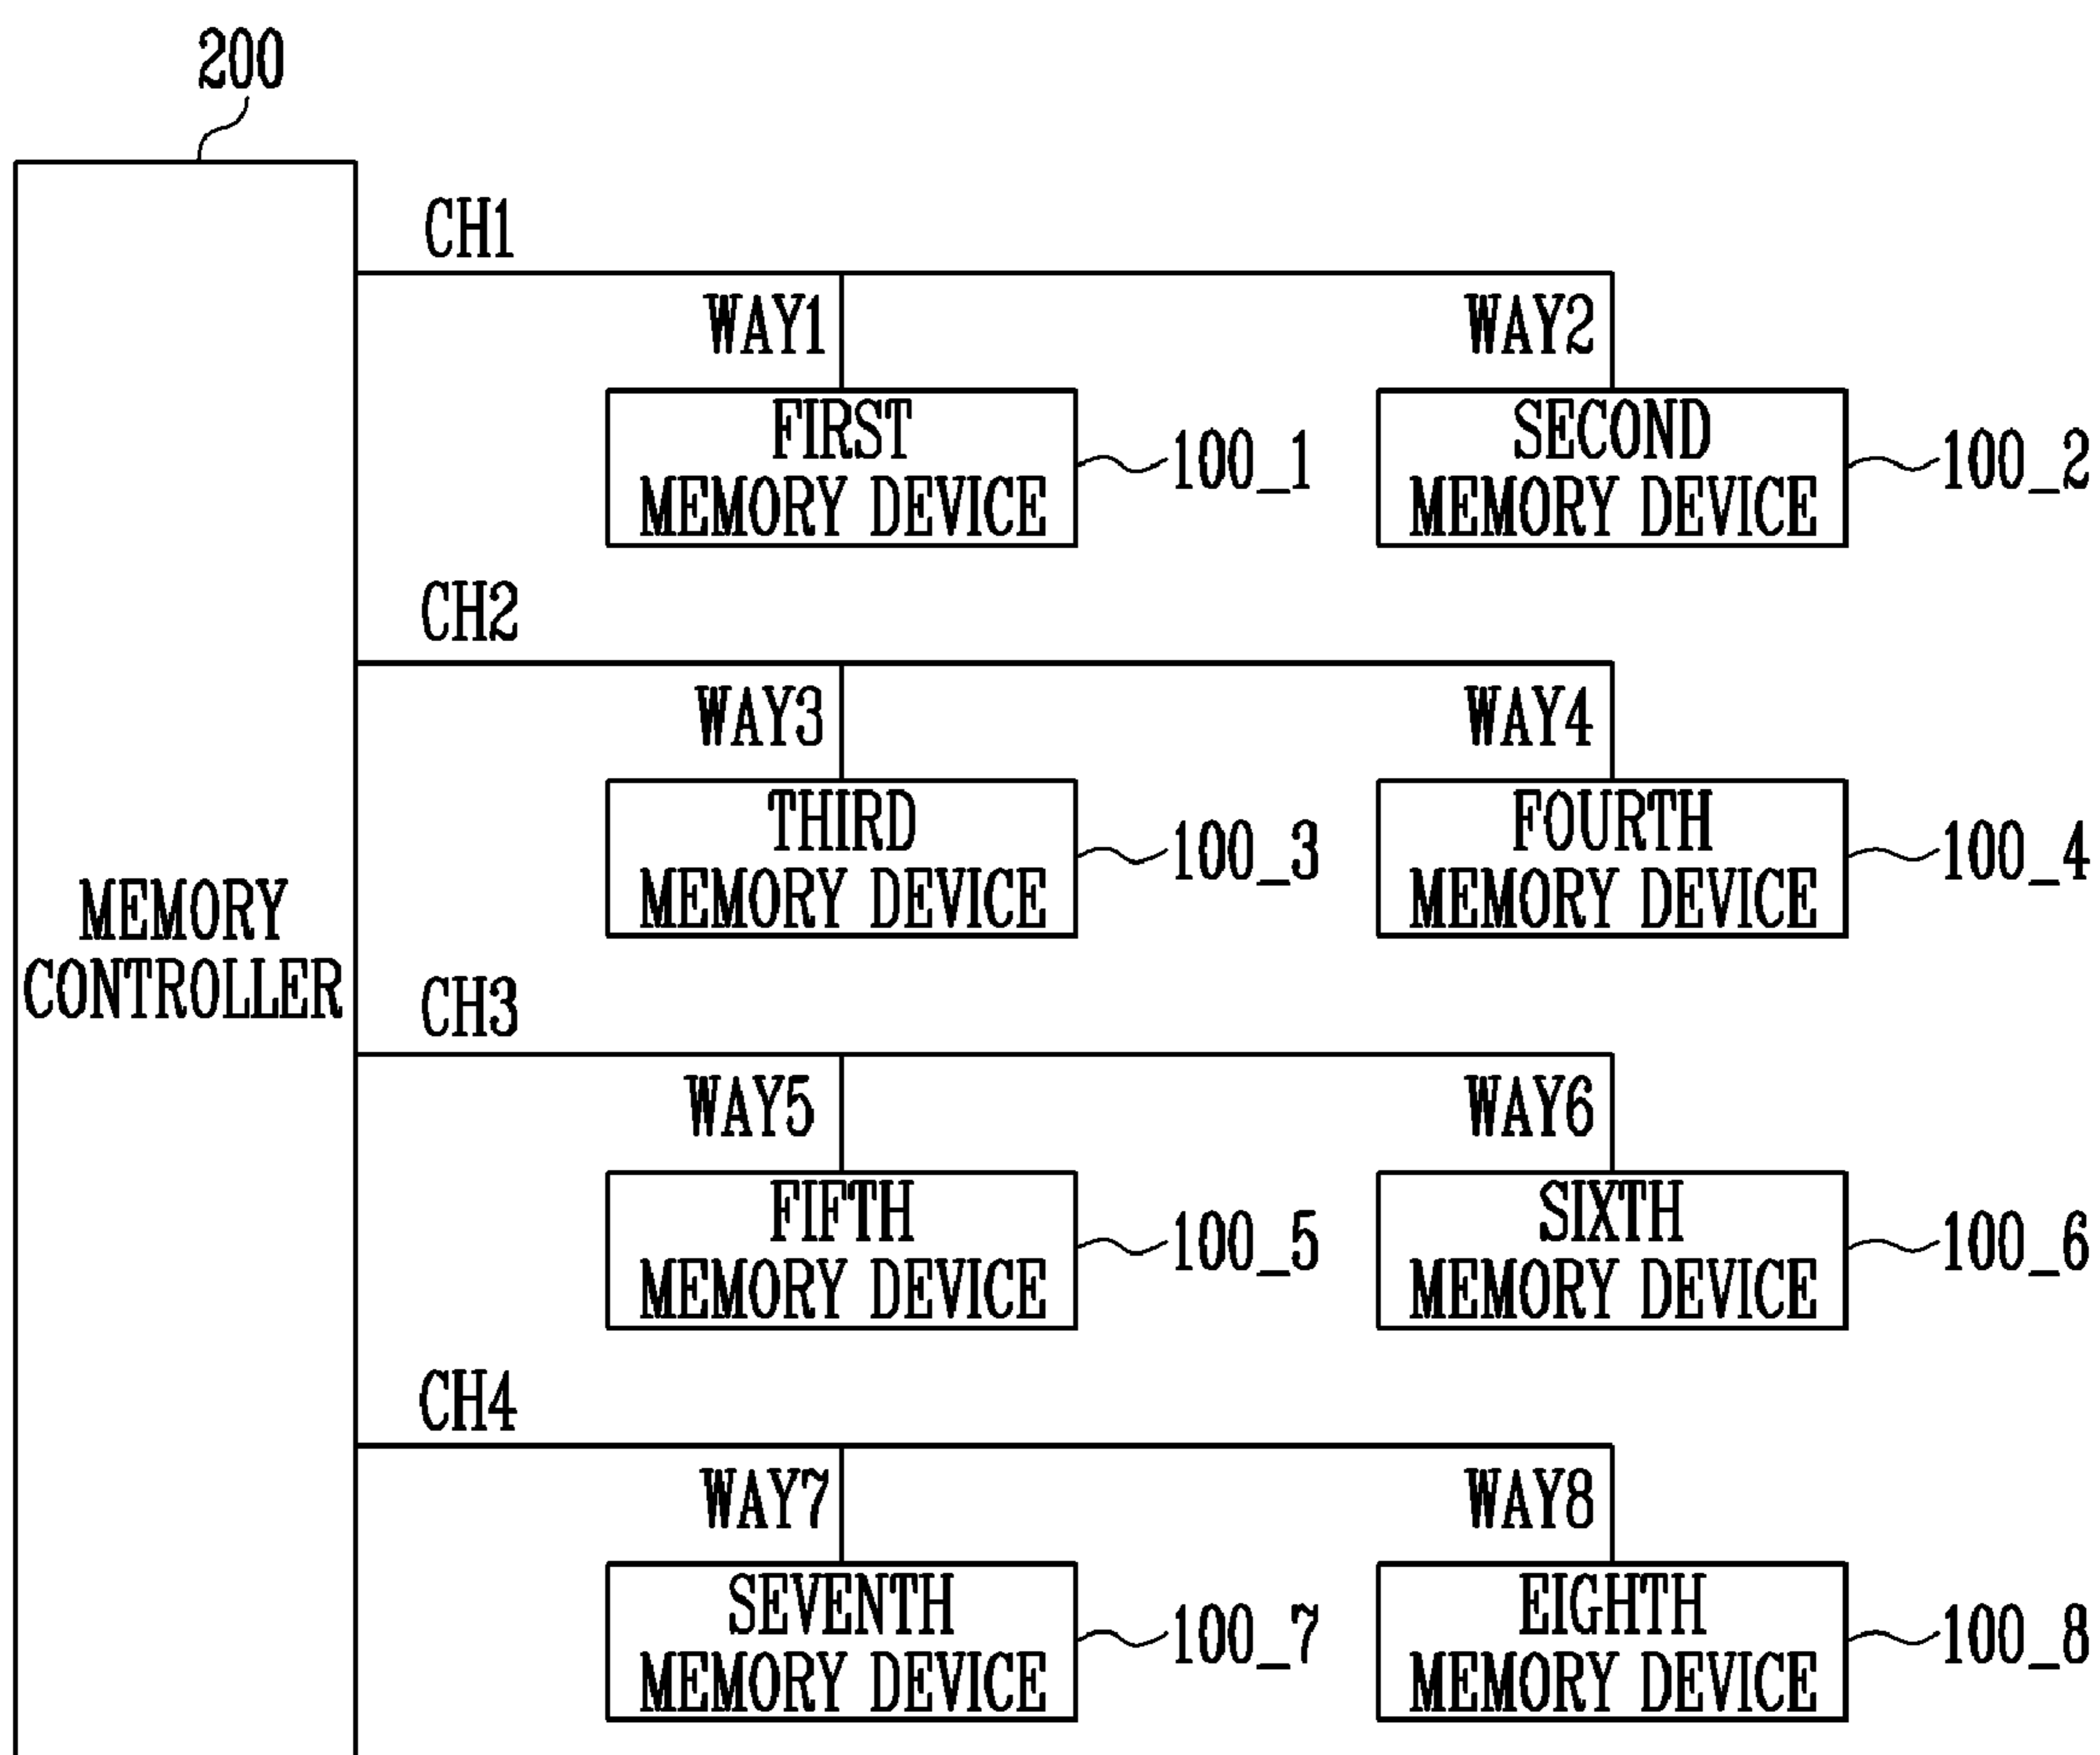 200
CH1
WAY1
WAY2
FIRST
MEMORY DEVICE
100_1
SECOND
MEMORY DEVICE
100_2
CH2
WAY3
WAY4
THIRD
MEMORY DEVICE
100_3
FOURTH
MEMORY DEVICE
100_4
MEMORY
CONTROLLER
CH3
WAY5
WAY6
FIFTH
MEMORY DEVICE
100_5
SIXTH
MEMORY DEVICE
100_6
CH4
WAY7
WAY8
SEVENTH
MEMORY DEVICE
100_7
EIGHTH
MEMORY DEVICE
100_8